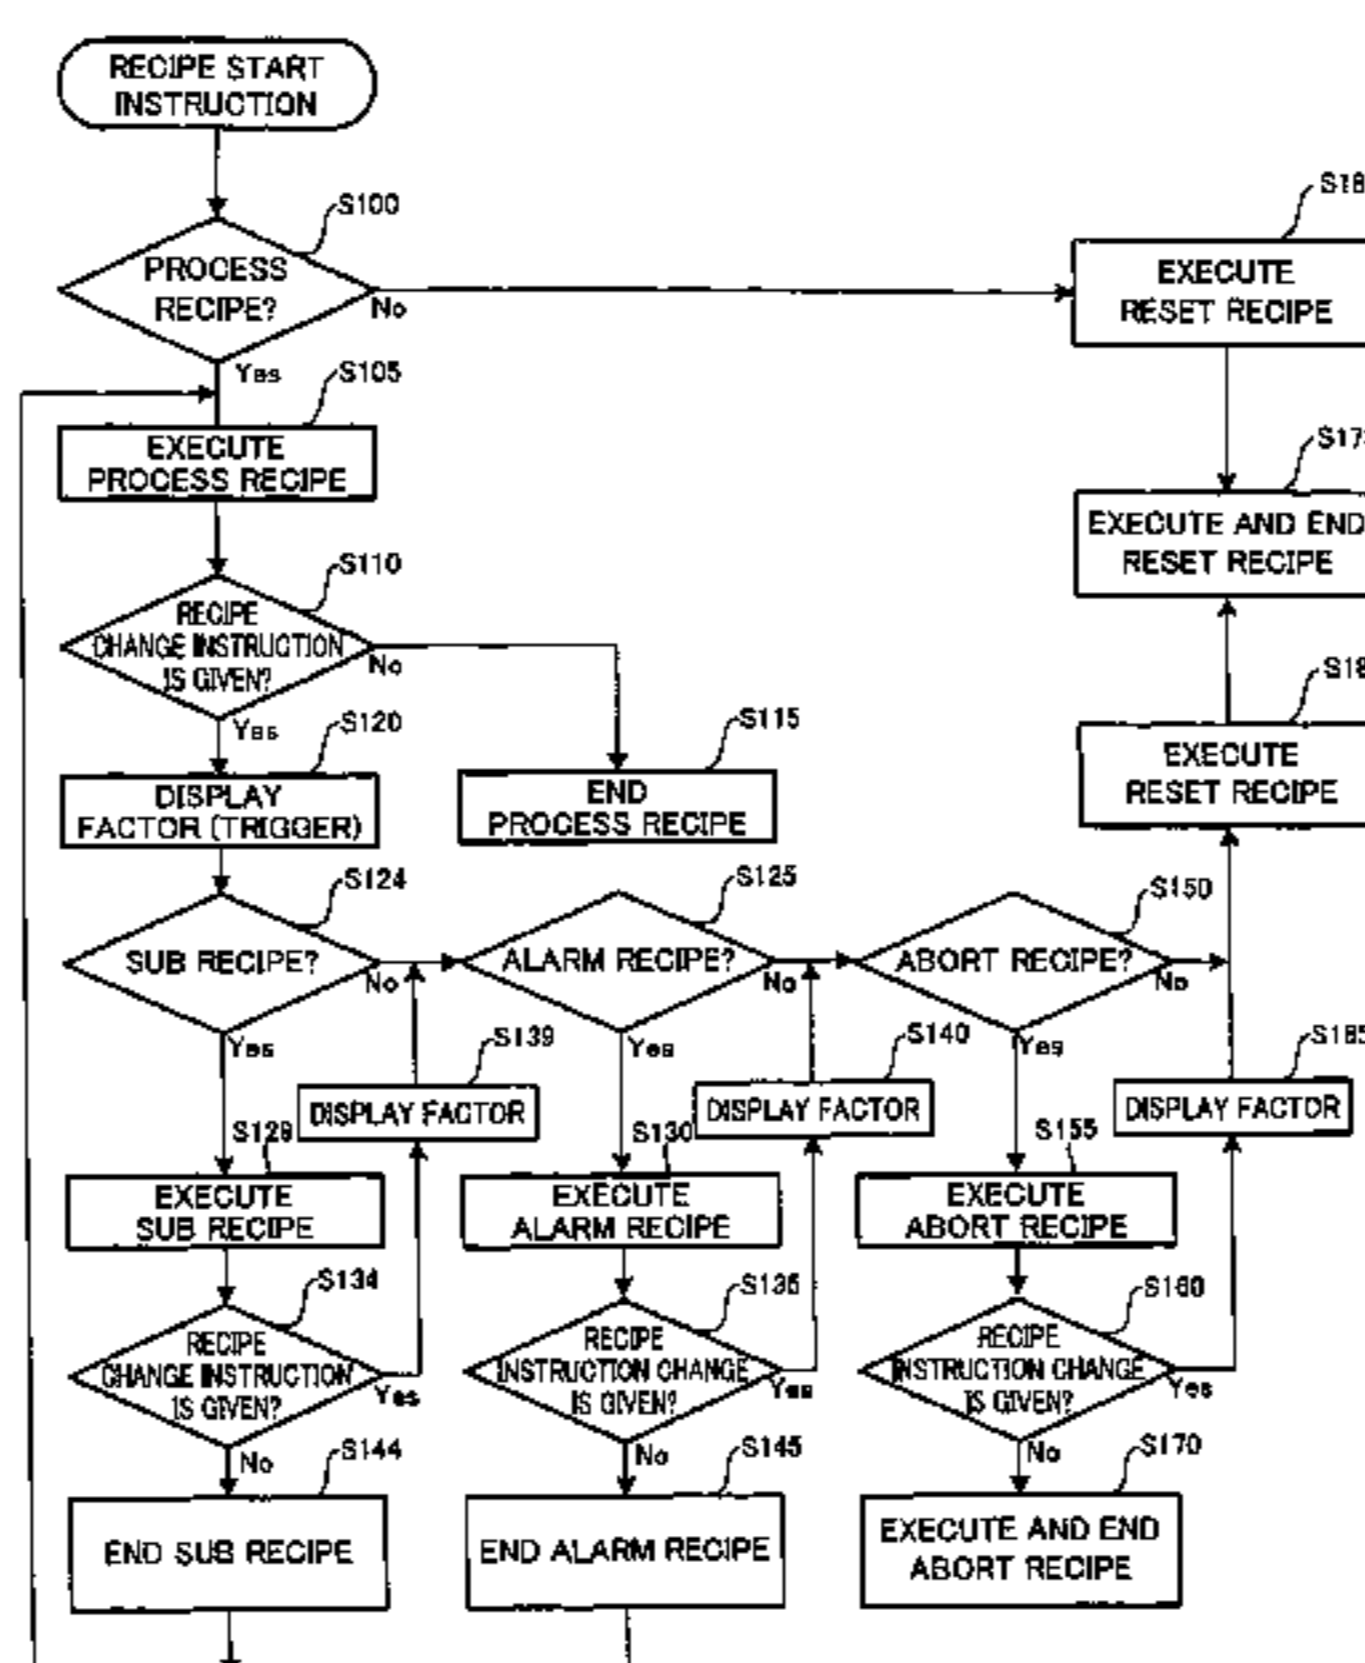 RECIPE START
INSTRUCTION
S100
PROCESS
RECIPE?
No
Yes
EXECUTE
RESET RECIPE
S105
EXECUTE
PROCESS RECIPE
EXECUTE AND END
RESET RECIPE
S110
RECIPE
CHANGE INSTRUCTION
IS GIVEN?
No
Yes
S120
DISPLAY
FACTOR (TRIGGER)
S115
END
PROCESS RECIPE
EXECUTE
RESET RECIPE
S124
SUB RECIPE?
No
Yes
S125
ALARM RECIPE?
No
Yes
S150
ABORT RECIPE?
No
Yes
S139
DISPLAY FACTOR
S140
DISPLAY FACTOR
DISPLAY FACTOR
EXECUTE
SUB RECIPE
S130
EXECUTE
ALARM RECIPE
S155
EXECUTE
ABORT RECIPE
S134
RECIPE
CHANGE INSTRUCTION
IS GIVEN?
Yes
No
S135
RECIPE
INSTRUCTION CHANGE
IS GIVEN?
Yes
No
S160
RECIPE
INSTRUCTION CHANGE
IS GIVEN?
Yes
No
S144
END SUB RECIPE
S145
END ALARM RECIPE
S170
EXECUTE AND END
ABORT RECIPE